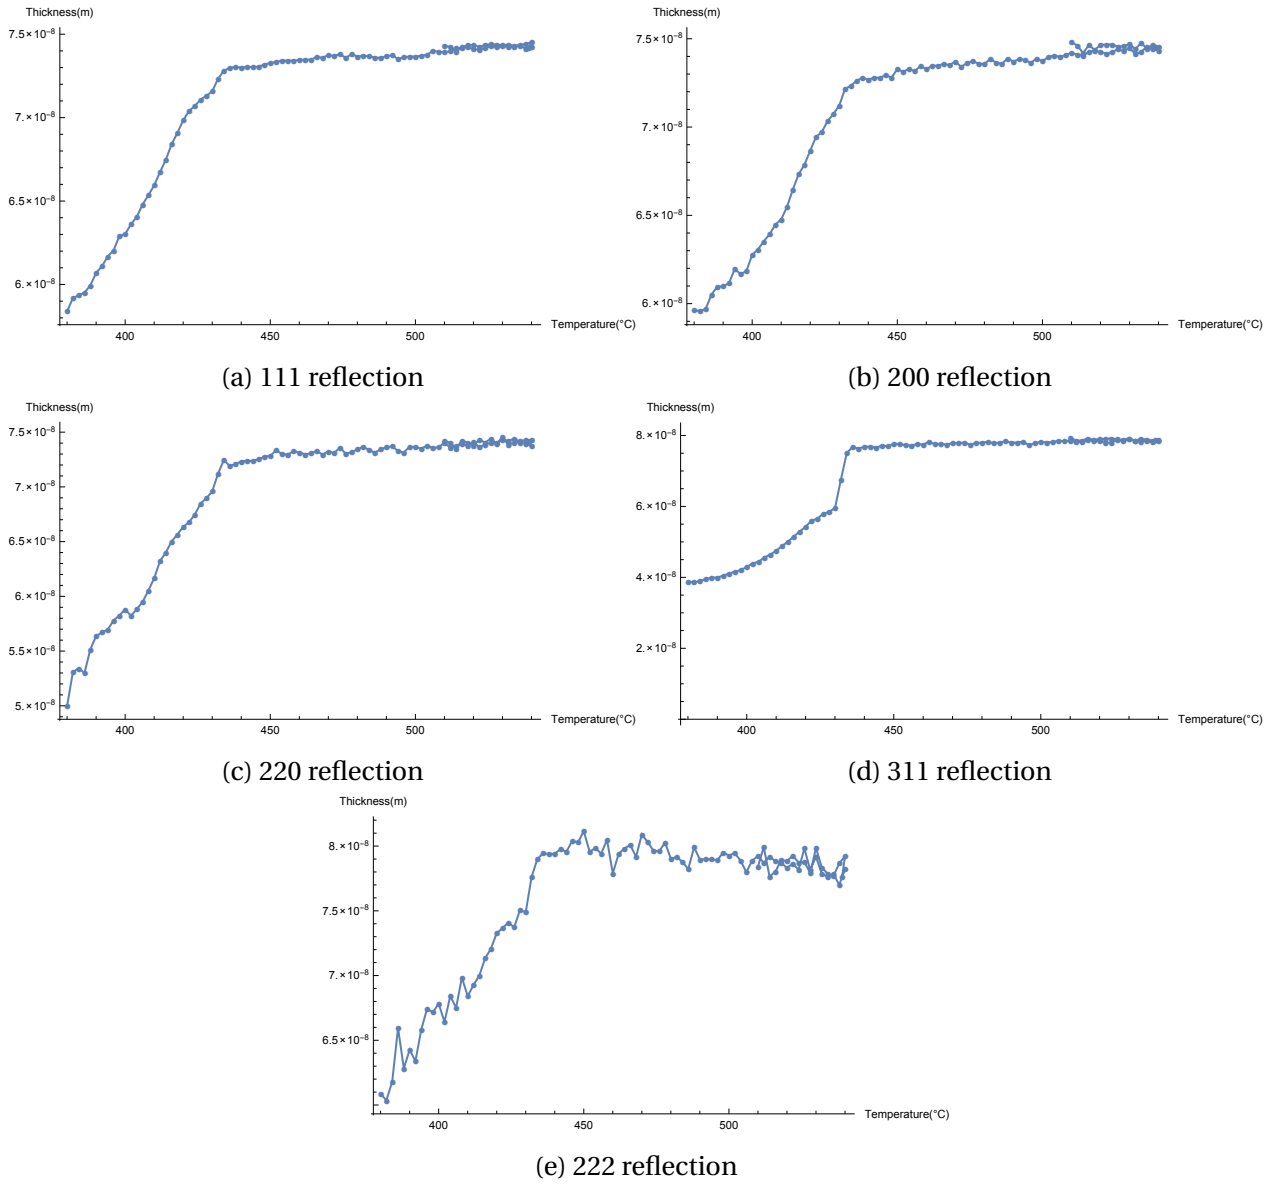 Thickness(m)
7.5×10⁻⁸
7.×10⁻⁸
6.5×10⁻⁸
6.×10⁻⁸
400 450 500
Temperature(°C)
(a) 111 reflection
Thickness(m)
7.5×10⁻⁸
7.×10⁻⁸
6.5×10⁻⁸
6.×10⁻⁸
400 450 500
Temperature(°C)
(b) 200 reflection
Thickness(m)
7.5×10⁻⁸
7.×10⁻⁸
6.5×10⁻⁸
6.×10⁻⁸
5.5×10⁻⁸
5.×10⁻⁸
400 450 500
Temperature(°C)
(c) 220 reflection
Thickness(m)
8.×10⁻⁸
6.×10⁻⁸
4.×10⁻⁸
2.×10⁻⁸
400 450 500
Temperature(°C)
(d) 311 reflection
Thickness(m)
8.×10⁻⁸
7.5×10⁻⁸
7.×10⁻⁸
6.5×10⁻⁸
400 450 500
Temperature(°C)
(e) 222 reflection